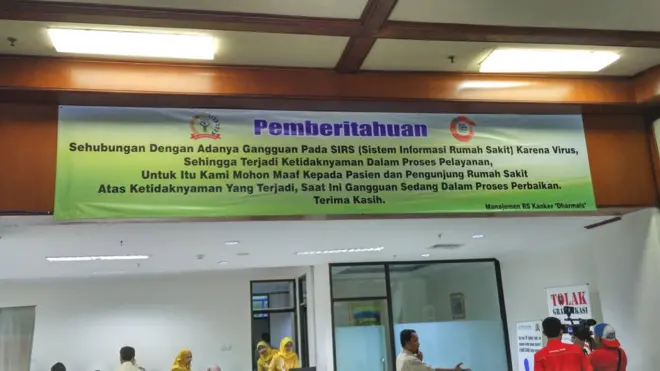 Pemberitahuan
Sehubungan Dengan Adanya Gangguan Pada SIRS (Sistem Informasi Rumah Sakit) Karena Virus,
Sehingga Terjadi Ketidaknyaman Dalam Proses Pelayanan,
Untuk Itu Kami Mohon Maaf Kepada Pasien dan Pengunjung Rumah Sakit
Atas Ketidaknyaman Yang Terjadi, Saat Ini Gangguan Sedang Dalam Proses Perbaikan.
Terima Kasih.
Manajemen RS Kanker "Dharmais"
TOLAK